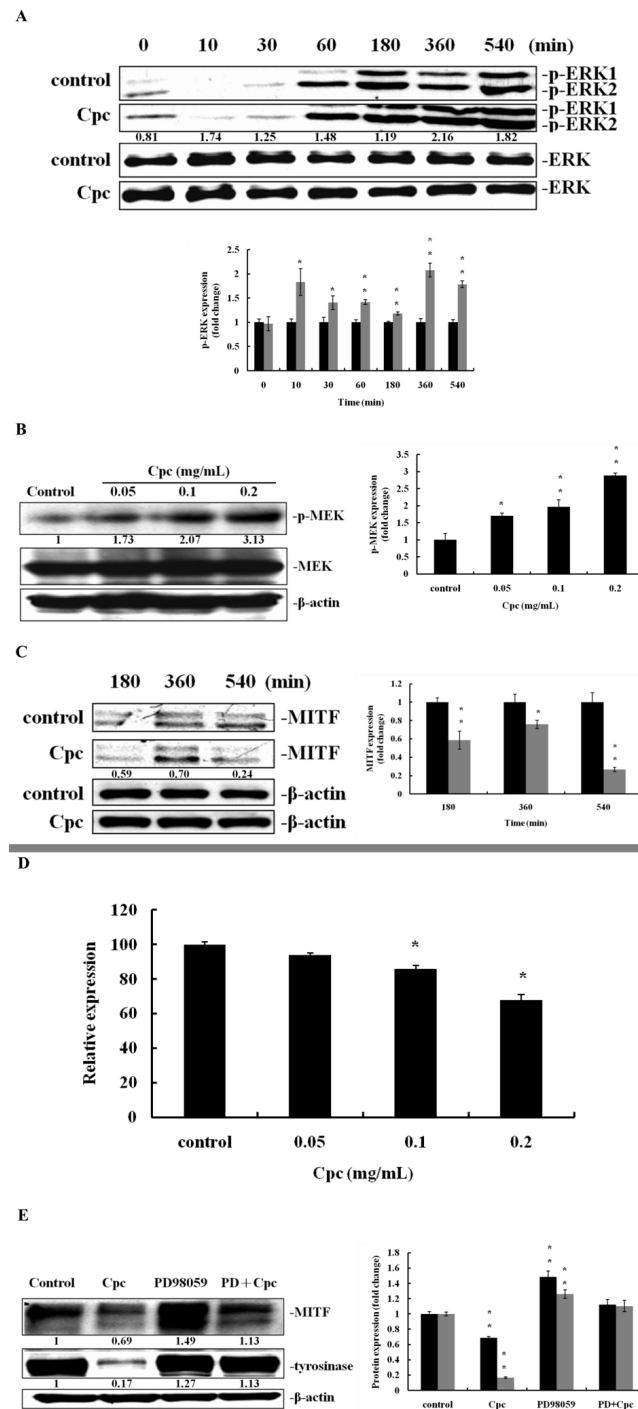 A
0 10 30 60 180 360 540 (min)
control -p-ERK1
-p-ERK2
Cpc -p-ERK1
-p-ERK2
0.81 1.74 1.25 1.48 1.19 2.16 1.82
control -ERK
Cpc -ERK
p-ERK expression
(fold change)
2.5
2
1.5
1
0.5
0
* * ** ** ** **
0 10 30 60 180 360 540
Time (min)
B
Cpc (mg/mL)
Control 0.05 0.1 0.2
-p-MEK
1 1.73 2.07 3.13
-MEK
-β-actin
p-MEK expression
(fold change)
3.5
3
2.5
2
1.5
1
0.5
0
* ** **
control 0.05 0.1 0.2
Cpc (mg/mL)
C
180 360 540 (min)
control -MITF
Cpc -MITF
0.59 0.70 0.24
control -β-actin
Cpc -β-actin
MITF expression
(fold change)
1.2
1
0.8
0.6
0.4
0.2
0
** * **
180 360 540
Time (min)
D
Relative expression
120
100
80
60
40
20
0
* *
control 0.05 0.1 0.2
Cpc (mg/mL)
E
Control Cpc PD98059 PD+Cpc
-MITF
1 0.69 1.49 1.13
-tyrosinase
1 0.17 1.27 1.13
-β-actin
Protein expression (fold change)
1.8
1.6
1.4
1.2
1
0.8
0.6
0.4
0.2
0
** ** ** **
control Cpc PD98059 PD+Cpc